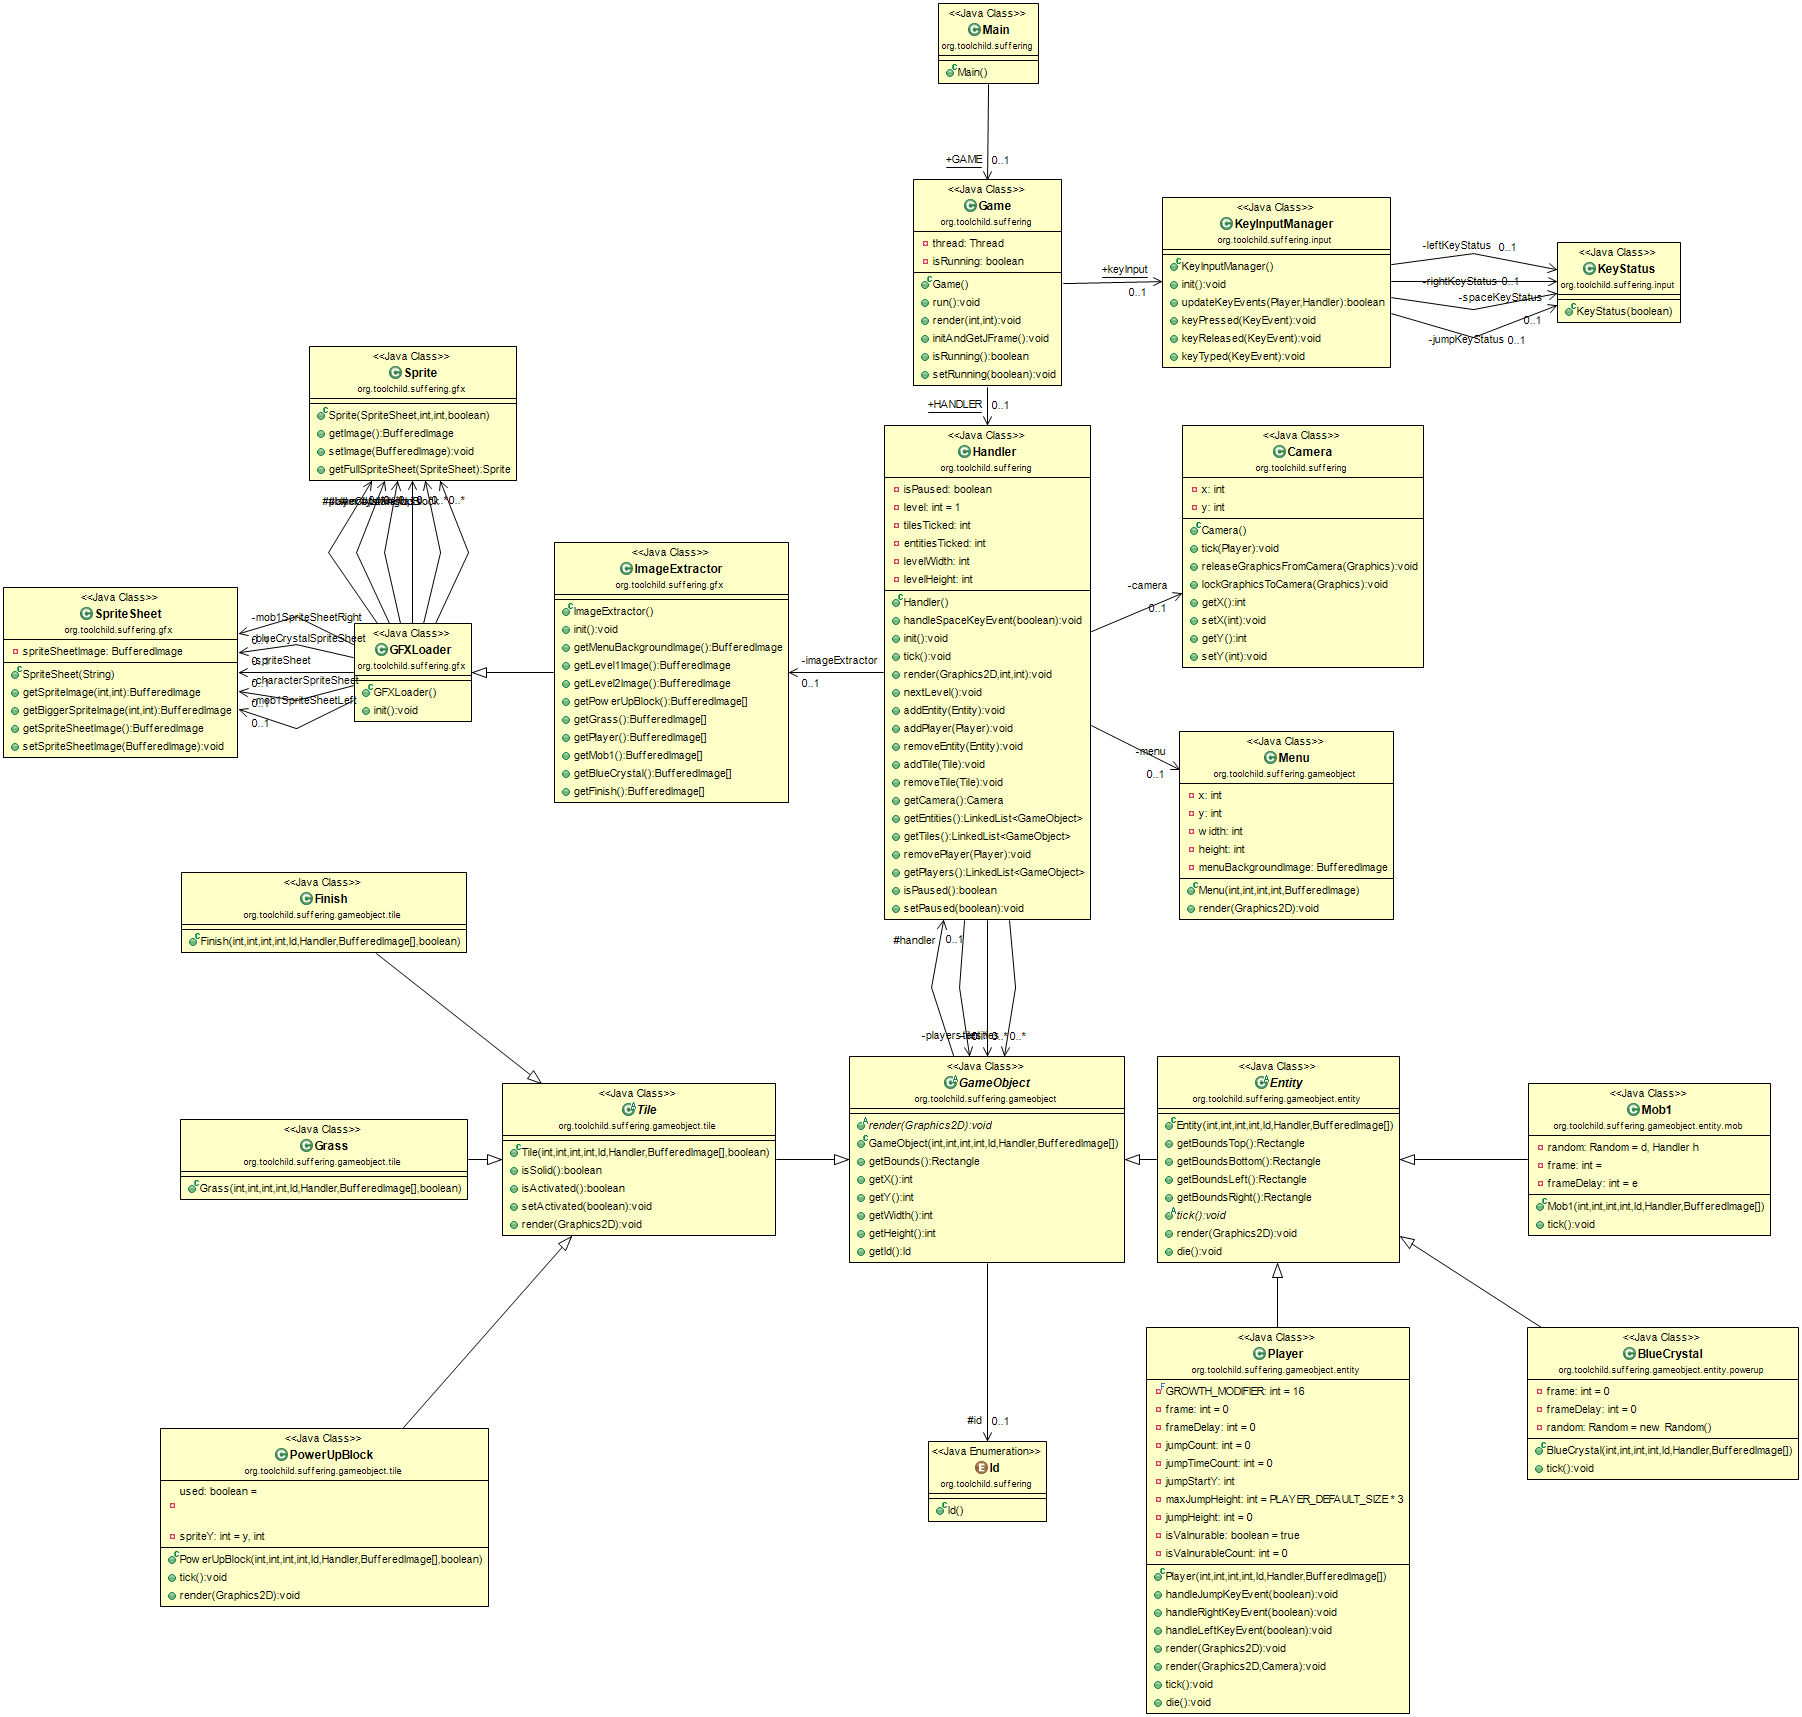 <<Java Class>>
Main
org.toolchild.suffering
Main()
+GAME 0..1
<<Java Class>>
Game
org.toolchild.suffering
thread: Thread
isRunning: boolean
Game()
run():void
render(int,int):void
initAndGetJFrame():void
isRunning():boolean
setRunning(boolean):void
+keyInput
0..1
<<Java Class>>
KeyInputManager
org.toolchild.suffering.input
KeyInputManager()
init():void
updateKeyEvents(Player,Handler):boolean
keyPressed(KeyEvent):void
keyReleased(KeyEvent):void
keyTyped(KeyEvent):void
-leftKeyStatus 0..1
-rightKeyStatus 0..1
-spaceKeyStatus
0..1
-jumpKeyStatus 0..1
<<Java Class>>
KeyStatus
org.toolchild.suffering.input
KeyStatus(boolean)
+HANDLER 0..1
<<Java Class>>
Sprite
org.toolchild.suffering.gfx
Sprite(SpriteSheet,int,int,boolean)
getImage():BufferedImage
setImage(BufferedImage):void
getFullSpriteSheet(SpriteSheet):Sprite
0..*
<<Java Class>>
Handler
org.toolchild.suffering
isPaused: boolean
level: int = 1
tilesTicked: int
entitiesTicked: int
levelWidth: int
levelHeight: int
Handler()
handleSpaceKeyEvent(boolean):void
init():void
tick():void
render(Graphics2D,int,int):void
nextLevel():void
addEntity(Entity):void
addPlayer(Player):void
removeEntity(Entity):void
addTile(Tile):void
removeTile(Tile):void
getCamera():Camera
getEntities():LinkedList<GameObject>
getTiles():LinkedList<GameObject>
removePlayer(Player):void
getPlayers():LinkedList<GameObject>
isPaused():boolean
setPaused(boolean):void
-camera
0..1
<<Java Class>>
Camera
org.toolchild.suffering
x: int
y: int
Camera()
tick(Player):void
releaseGraphicsFromCamera(Graphics):void
lockGraphicsToCamera(Graphics):void
getX():int
setX(int):void
getY():int
setY(int):void
-menu
0..1
<<Java Class>>
Menu
org.toolchild.suffering.gameobject
x: int
y: int
width: int
height: int
menuBackgroundImage: BufferedImage
Menu(int,int,int,int,BufferedImage)
render(Graphics2D):void
-imageExtractor
0..1
<<Java Class>>
ImageExtractor
org.toolchild.suffering.gfx
ImageExtractor()
init():void
getMenuBackgroundImage():BufferedImage
getLevel1Image():BufferedImage
getLevel2Image():BufferedImage
getPowerUpBlock():BufferedImage[]
getGrass():BufferedImage[]
getPlayer():BufferedImage[]
getMob1():BufferedImage[]
getBlueCrystal():BufferedImage[]
getFinish():BufferedImage[]
<<Java Class>>
GFXLoader
org.toolchild.suffering.gfx
GFXLoader()
init():void
-mob1SpriteSheetRight
0..1
-blueCrystalSpriteSheet
0..1
-spriteSheet
0..1
-characterSpriteSheet
0..1
-mob1SpriteSheetLeft
0..1
<<Java Class>>
SpriteSheet
org.toolchild.suffering.gfx
spriteSheetImage: BufferedImage
SpriteSheet(String)
getSpriteImage(int,int):BufferedImage
getBiggerSpriteImage(int,int):BufferedImage
getSpriteSheetImage():BufferedImage
setSpriteSheetImage(BufferedImage):void
<<Java Class>>
Finish
org.toolchild.suffering.gameobject.tile
Finish(int,int,int,int,Id,Handler,BufferedImage[],boolean)
#handler 0..1
-players
0..*
<<Java Class>>
Grass
org.toolchild.suffering.gameobject.tile
Grass(int,int,int,int,Id,Handler,BufferedImage[],boolean)
<<Java Class>>
Tile
org.toolchild.suffering.gameobject.tile
Tile(int,int,int,int,Id,Handler,BufferedImage[],boolean)
isSolid():boolean
isActivated():boolean
setActivated(boolean):void
render(Graphics2D):void
<<Java Class>>
GameObject
org.toolchild.suffering.gameobject
render(Graphics2D):void
GameObject(int,int,int,int,Id,Handler,BufferedImage[])
getBounds():Rectangle
getX():int
getY():int
getWidth():int
getHeight():int
getId():Id
<<Java Class>>
Entity
org.toolchild.suffering.gameobject.entity
Entity(int,int,int,int,Id,Handler,BufferedImage[])
getBoundsTop():Rectangle
getBoundsBottom():Rectangle
getBoundsLeft():Rectangle
getBoundsRight():Rectangle
tick():void
render(Graphics2D):void
die():void
<<Java Class>>
Mob1
org.toolchild.suffering.gameobject.entity.mob
random: Random = d, Handler h
frame: int =
frameDelay: int = e
Mob1(int,int,int,int,Id,Handler,BufferedImage[])
tick():void
<<Java Class>>
PowerUpBlock
org.toolchild.suffering.gameobject.tile
used: boolean =
spriteY: int = y, int
PowerUpBlock(int,int,int,int,Id,Handler,BufferedImage[],boolean)
tick():void
render(Graphics2D):void
#id 0..1
<<Java Enumeration>>
Id
org.toolchild.suffering
Id()
<<Java Class>>
Player
org.toolchild.suffering.gameobject.entity
GROWTH_MODIFIER: int = 16
frame: int = 0
frameDelay: int = 0
jumpCount: int = 0
jumpTimeCount: int = 0
jumpStartY: int
maxJumpHeight: int = PLAYER_DEFAULT_SIZE * 3
jumpHeight: int = 0
isValnurable: boolean = true
isValnurableCount: int = 0
Player(int,int,int,int,Id,Handler,BufferedImage[])
handleJumpKeyEvent(boolean):void
handleRightKeyEvent(boolean):void
handleLeftKeyEvent(boolean):void
render(Graphics2D):void
render(Graphics2D,Camera):void
tick():void
die():void
<<Java Class>>
BlueCrystal
org.toolchild.suffering.gameobject.entity.powerup
frame: int = 0
frameDelay: int = 0
random: Random = new Random()
BlueCrystal(int,int,int,int,Id,Handler,BufferedImage[])
tick():void